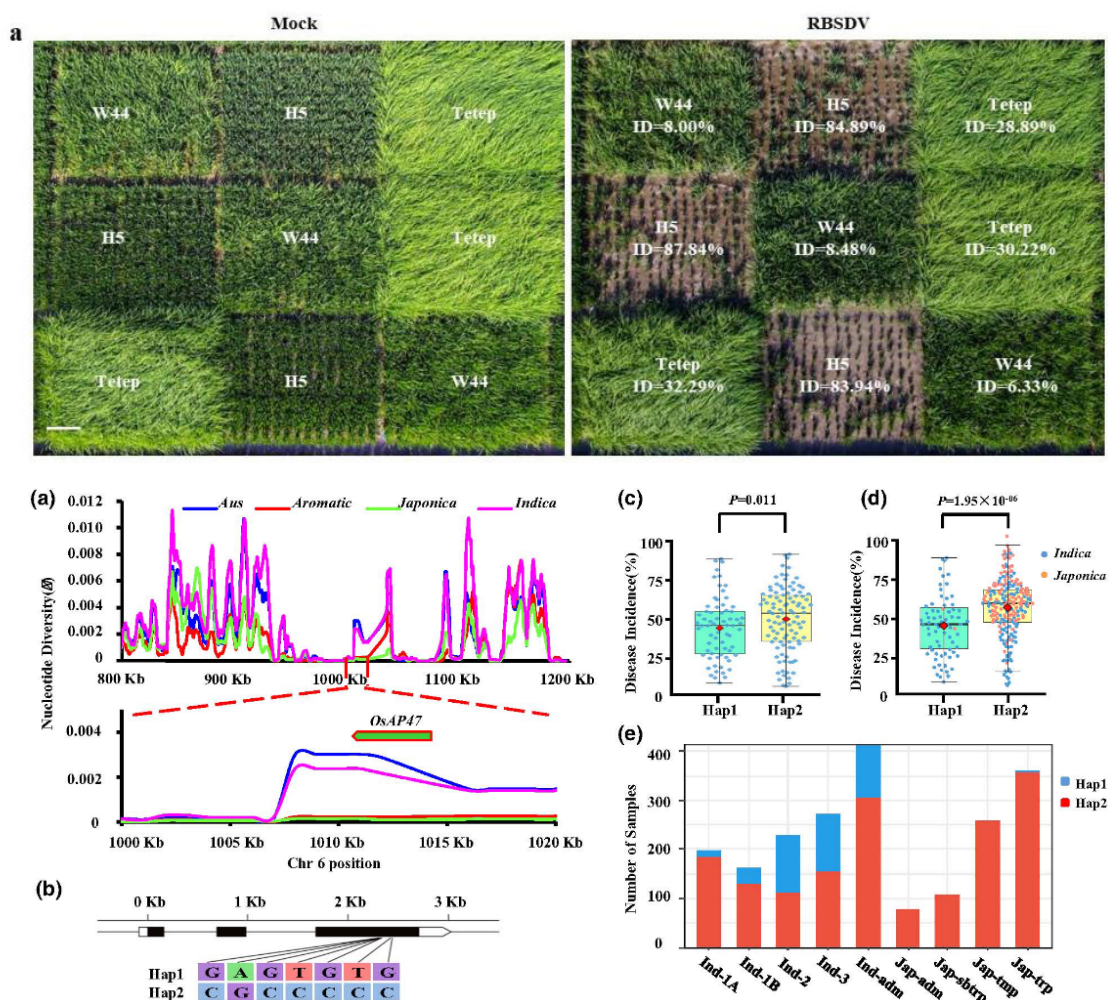 a
Mock
RBSDV
W44
H5
Tetep
H5
W44
Tetep
Tetep
H5
W44
W44
ID=8.00%
H5
ID=84.89%
Tetep
ID=28.89%
H5
ID=87.84%
W44
ID=8.48%
Tetep
ID=30.22%
Tetep
ID=32.29%
H5
ID=83.94%
W44
ID=6.33%
(a)
Nucleotide Diversity
Aus Aromatic Japonica Indica
0.012
0.010
0.008
0.006
0.004
0.002
0
800 Kb 900 Kb 1000 Kb 1100 Kb 1200 Kb
OsAP47
0.004
0.002
0
1000 Kb 1005 Kb 1010 Kb 1015 Kb 1020 Kb
Chr 6 position
(b)
0 Kb 1 Kb 2 Kb 3 Kb
Hap1 G A G T G T G
Hap2 C G C C C C C
(c)
P=0.011
Disease Incidence(%)
100
75
50
25
0
Hap1 Hap2
(d)
P=1.95×10⁻⁰⁶
Disease Incidence(%)
100
75
50
25
0
Hap1 Hap2
Indica
Japonica
(e)
Number of Samples
400
300
200
100
0
Ind-1A Ind-1B Ind-2 Ind-3 Ind-adm Jap-adm Jap-sbtrp Jap-tmp Jap-trp
Hap1
Hap2